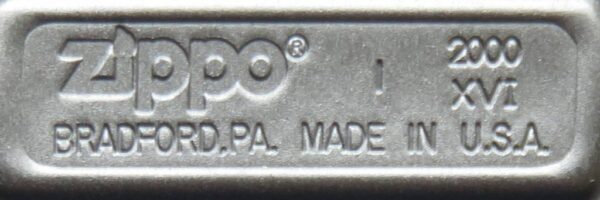 Zippo® | 2000
XVI
BRADFORD, PA. MADE IN U.S.A.